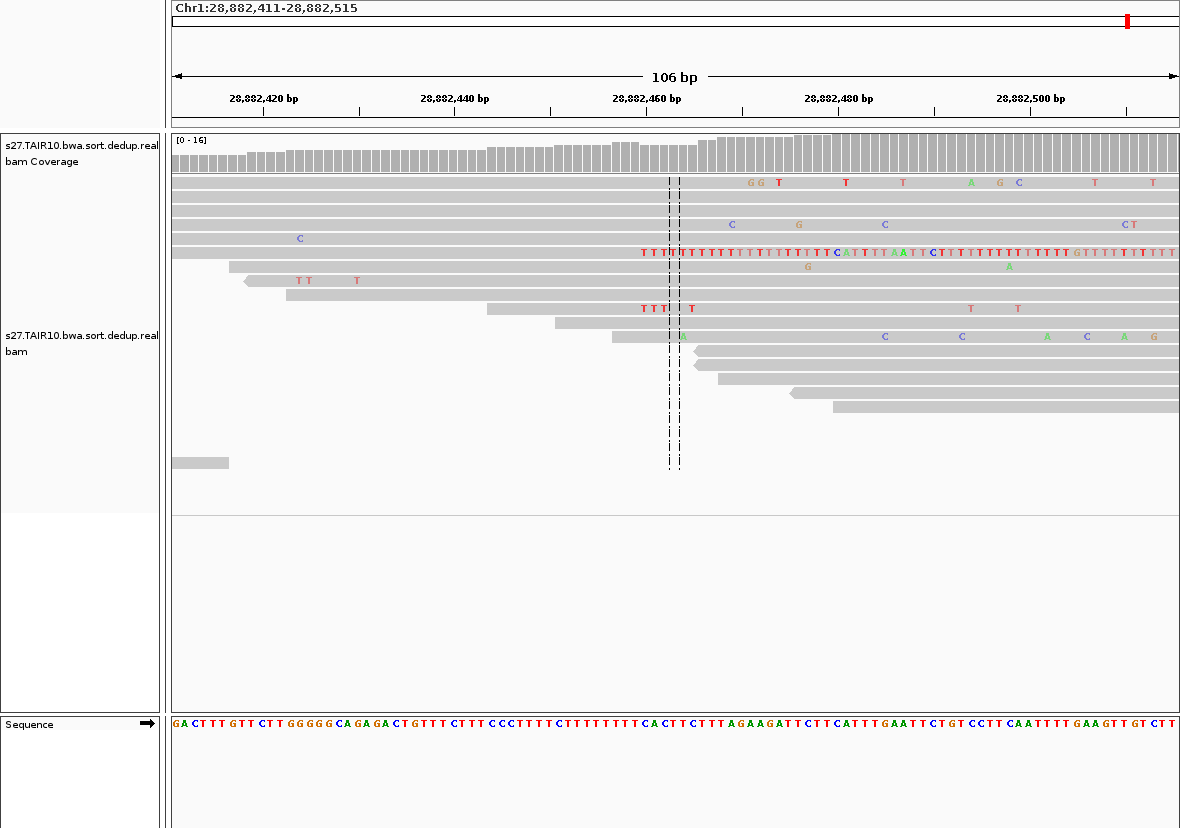 Chr1:28,882,411-28,882,515
106 bp
28,882,420 bp 28,882,440 bp 28,882,460 bp 28,882,480 bp 28,882,500 bp
s27.TAIR10.bwa.sort.dedup.real
bam Coverage
[0 - 16]
G G T T T A G C T T
C G C C T
C
TTTTTTTTTTTTTTTTTTTTCATTTTAATTCTTTTTTTTTTTTTTGTTTTTTTTTT
G A
T T T
T T T T T T
A C C A C A G
s27.TAIR10.bwa.sort.dedup.real
bam
Sequence
GACTTTGTTCTTGGGGGCAGAGACTGTTTCTTTCCCTTTTCTTTTTTTTCACTTCTTTAGAAGATTCTTCATTTGAATTCTGTCCTTCAATTTTGAAGTTGTCTT